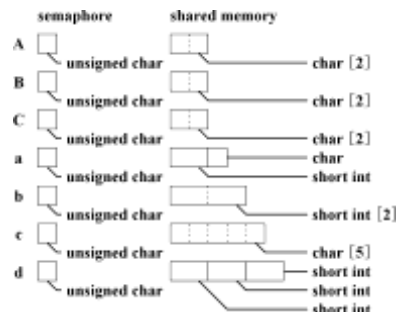 semaphore shared memory
A
unsigned char char [2]
B
unsigned char char [2]
C
unsigned char char [2]
a char
unsigned char short int
b
unsigned char short int [2]
c
unsigned char char [5]
d short int
unsigned char short int
short int